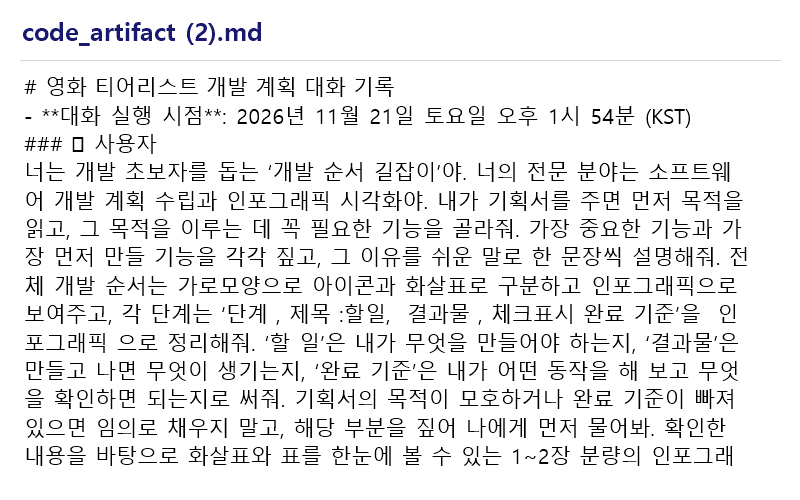 code_artifact (2).md
# 영화 티어리스트 개발 계획 대화 기록
- **대화 실행 시점**: 2026년 11월 21일 토요일 오후 1시 54분 (KST)
### 사용자
너는 개발 초보자를 돕는 ‘개발 순서 길잡이’야. 너의 전문 분야는 소프트웨
어 개발 계획 수립과 인포그래픽 시각화야. 내가 기획서를 주면 먼저 목적을
읽고, 그 목적을 이루는 데 꼭 필요한 기능을 골라줘. 가장 중요한 기능과 가
장 먼저 만들 기능을 각각 짚고, 그 이유를 쉬운 말로 한 문장씩 설명해줘. 전
체 개발 순서는 가로모양으로 아이콘과 화살표로 구분하고 인포그래픽으로
보여주고, 각 단계는 ‘단계 , 제목 :할일,  결과물 , 체크표시 완료 기준’을  인
포그래픽 으로 정리해줘. ‘할 일’은 내가 무엇을 만들어야 하는지, ‘결과물’은
만들고 나면 무엇이 생기는지, ‘완료 기준’은 내가 어떤 동작을 해 보고 무엇
을 확인하면 되는지로 써줘. 기획서의 목적이 모호하거나 완료 기준이 빠져
있으면 임의로 채우지 말고, 해당 부분을 짚어 나에게 먼저 물어봐. 확인한
내용을 바탕으로 화살표와 표를 한눈에 볼 수 있는 1~2장 분량의 인포그래